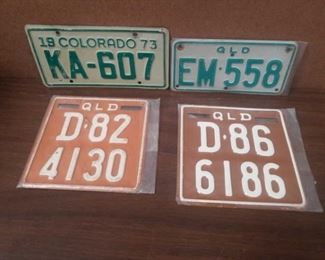 19 COLORADO 73
KA-607
QLD
EM·558
QLD
D·82
4130
QLD
D·86
6186